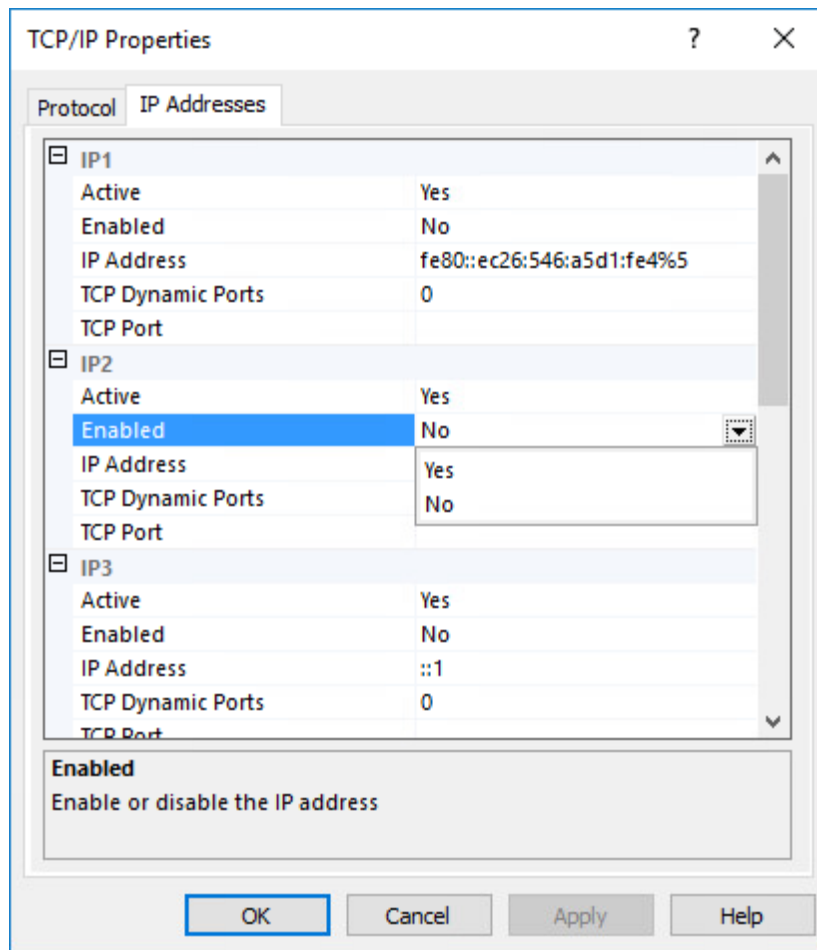 TCP/IP Properties ?
Protocol IP Addresses
IP1
Active Yes
Enabled No
IP Address fe80::ec26:546:a5d1:fe4%5
TCP Dynamic Ports 0
TCP Port
IP2
Active Yes
Enabled No
IP Address Yes
TCP Dynamic Ports No
TCP Port
IP3
Active Yes
Enabled No
IP Address ::1
TCP Dynamic Ports 0
TCP Port
Enabled
Enable or disable the IP address
OK Cancel Apply Help